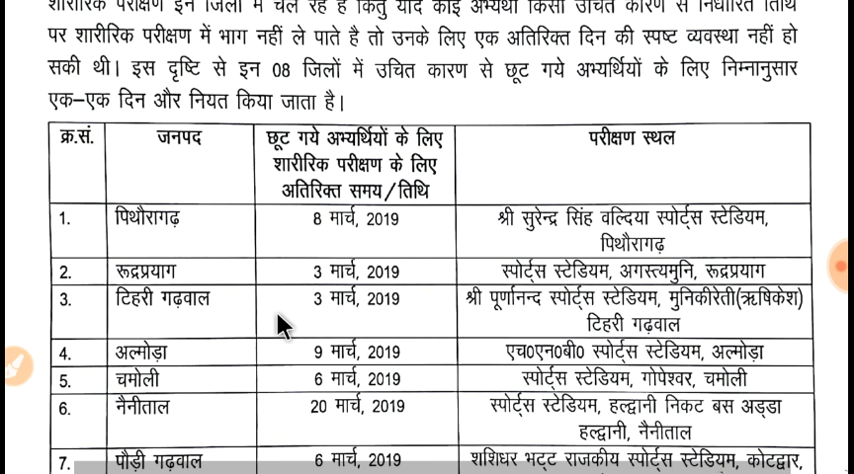 शारीरिक परीक्षण इन जिलों में चल रहे हैं किंतु यदि कोई अभ्यर्थी किसी उचित कारण से निर्धारित तिथि
पर शारीरिक परीक्षण में भाग नहीं ले पाते है तो उनके लिए एक अतिरिक्त दिन की स्पष्ट व्यवस्था नहीं हो
सकी थी। इस दृष्टि से इन 08 जिलों में उचित कारण से छूट गये अभ्यर्थियों के लिए निम्नानुसार
एक–एक दिन और नियत किया जाता है।
क्र.सं. जनपद छूट गये अभ्यर्थियों के लिए परीक्षण स्थल
शारीरिक परीक्षण के लिए
अतिरिक्त समय/तिथि
1. पिथौरागढ़ 8 मार्च, 2019 श्री सुरेन्द्र सिंह वल्दिया स्पोर्ट्स स्टेडियम,
पिथौरागढ़
2. रूद्रप्रयाग 3 मार्च, 2019 स्पोर्ट्स स्टेडियम, अगस्त्यमुनि, रूद्रप्रयाग
3. टिहरी गढ़वाल 3 मार्च, 2019 श्री पूर्णानन्द स्पोर्ट्स स्टेडियम, मुनिकीरेती(ऋषिकेश)
टिहरी गढ़वाल
4. अल्मोड़ा 9 मार्च, 2019 एच0एन0बी0 स्पोर्ट्स स्टेडियम, अल्मोड़ा
5. चमोली 6 मार्च, 2019 स्पोर्ट्स स्टेडियम, गोपेश्वर, चमोली
6. नैनीताल 20 मार्च, 2019 स्पोर्ट्स स्टेडियम, हल्द्वानी निकट बस अड्डा
हल्द्वानी, नैनीताल
7. पौड़ी गढ़वाल 6 मार्च, 2019 शशिधर भट्ट राजकीय स्पोर्ट्स स्टेडियम, कोटद्वार,